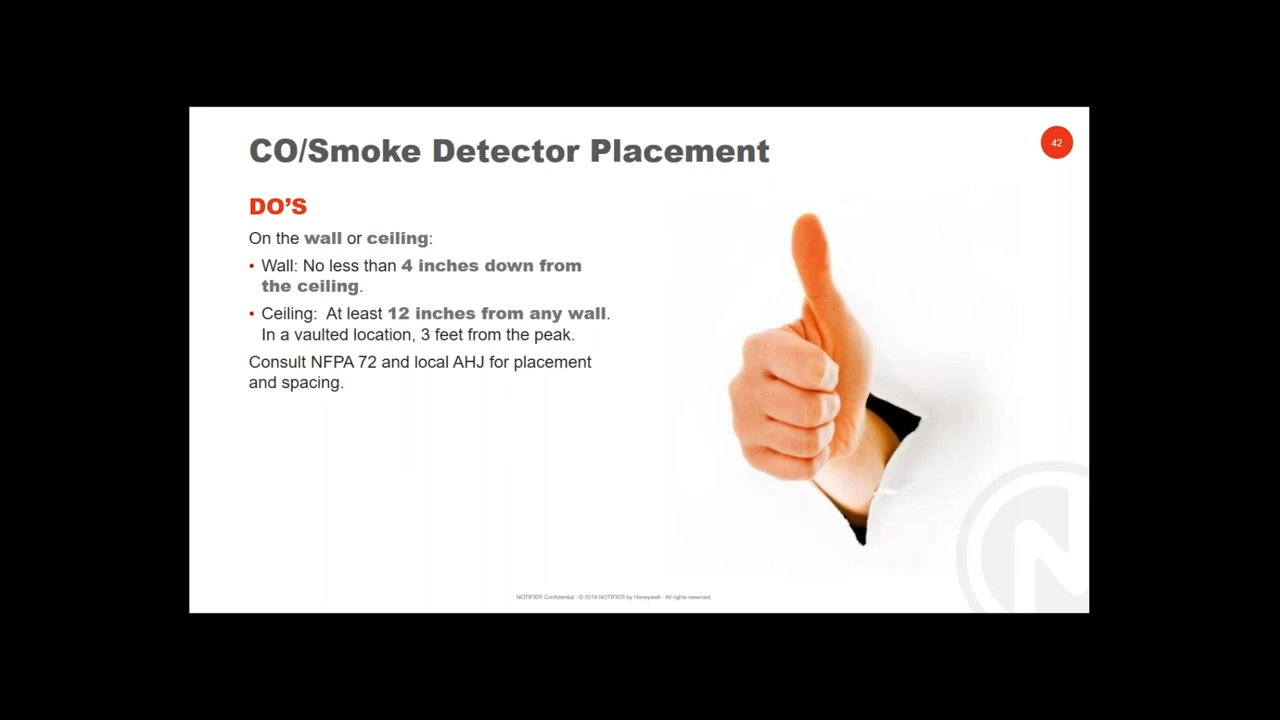 CO/Smoke Detector Placement
42
DO'S
On the wall or ceiling:
• Wall: No less than 4 inches down from
the ceiling.
• Ceiling: At least 12 inches from any wall.
In a vaulted location, 3 feet from the peak.
Consult NFPA 72 and local AHJ for placement
and spacing.
NOTIFIER Confidential - © 2019 NOTIFIER by Honeywell - All rights reserved.